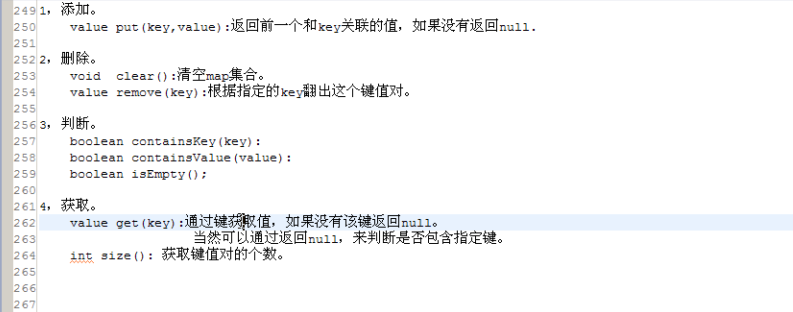 249 1，添加。
250 value put(key,value):返回前一个和key关联的值，如果没有返回null.
251
252 2，删除。
253 void  clear():清空map集合。
254 value remove(key):根据指定的key翻出这个键值对。
255
256 3，判断。
257 boolean containsKey(key):
258 boolean containsValue(value):
259 boolean isEmpty();
260
261 4，获取。
262 value get(key):通过键获取值，如果没有该键返回null。
263 当然可以通过返回null，来判断是否包含指定键。
264 int size(): 获取键值对的个数。
265
266
267